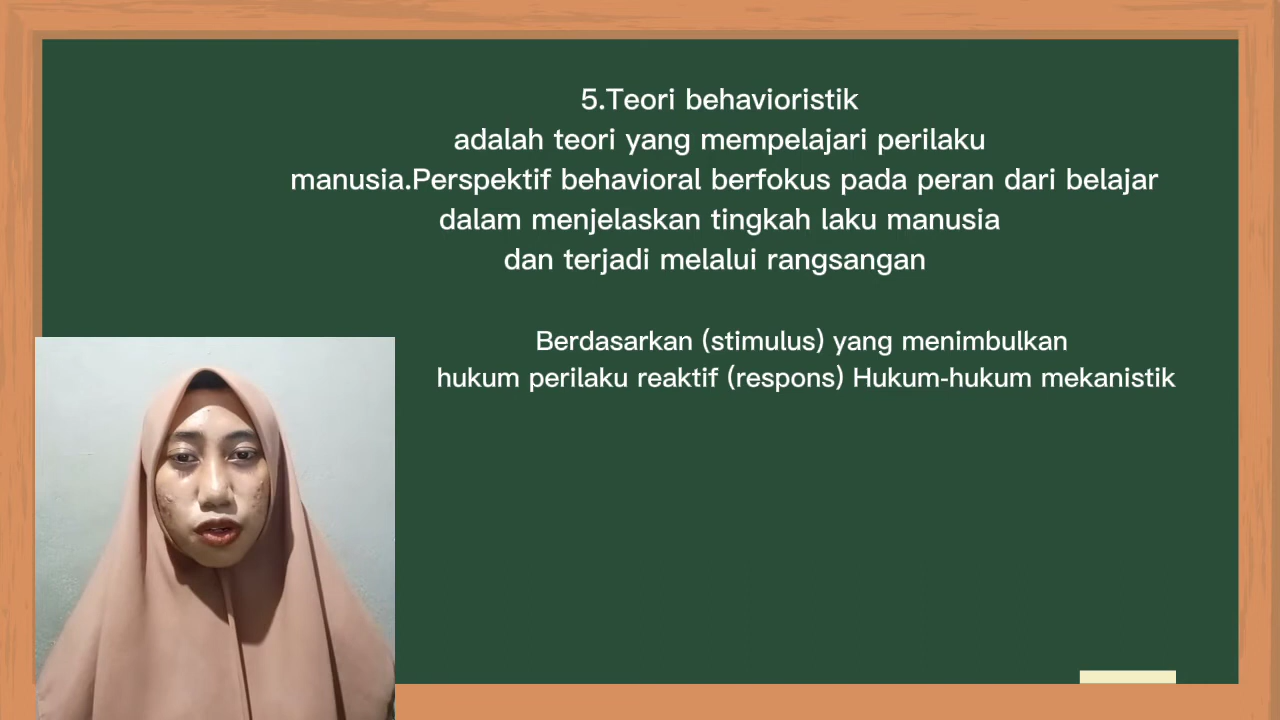 5.Teori behavioristik
adalah teori yang mempelajari perilaku
manusia.Perspektif behavioral berfokus pada peran dari belajar
dalam menjelaskan tingkah laku manusia
dan terjadi melalui rangsangan
Berdasarkan (stimulus) yang menimbulkan
hukum perilaku reaktif (respons) Hukum-hukum mekanistik